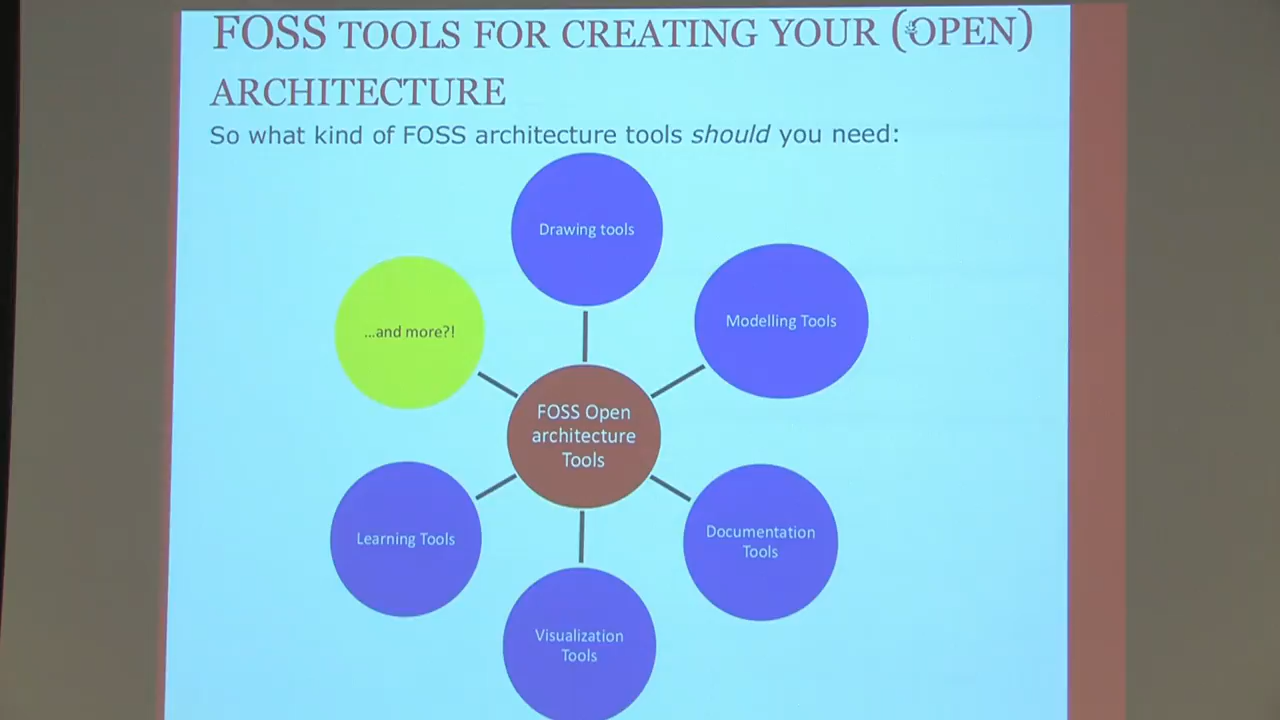 FOSS TOOLS FOR CREATING YOUR (OPEN)
ARCHITECTURE
So what kind of FOSS architecture tools should you need:
Drawing tools
Modelling Tools
...and more?!
FOSS Open
architecture
Tools
Learning Tools
Documentation
Tools
Visualization
Tools